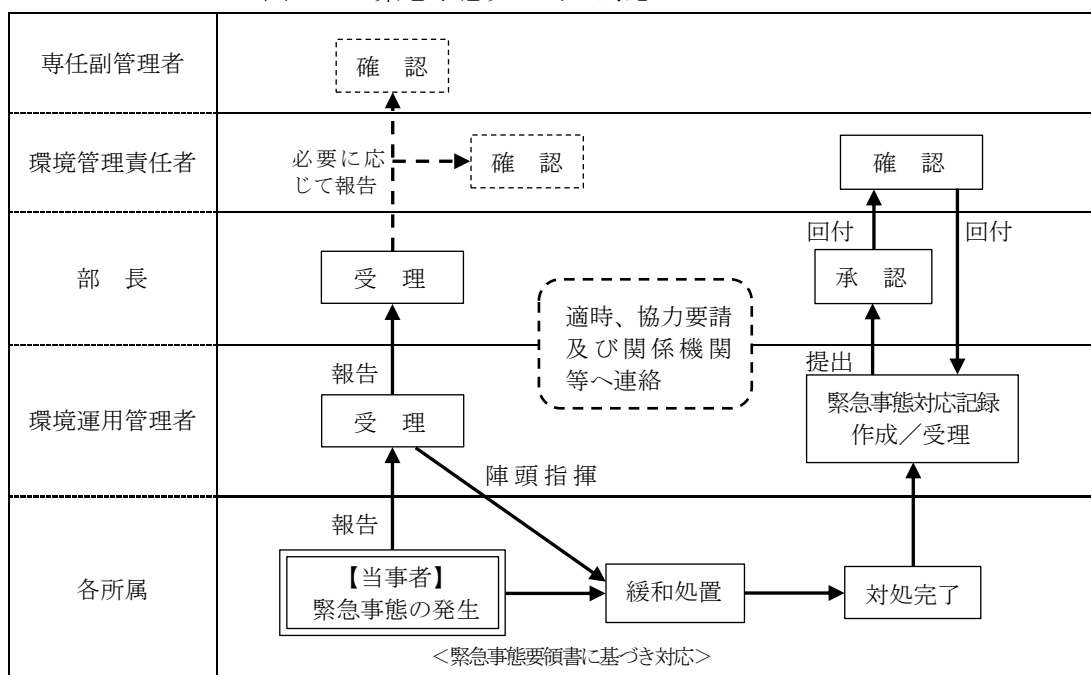 専任副管理者
確 認
環境管理責任者
必要に応
じて報告
確 認
確 認
回付
回付
部 長
受 理
承 認
適時、協力要請
及び関係機関
等へ連絡
報告
提出
環境運用管理者
受 理
緊急事態対応記録
作成／受理
陣頭指揮
報告
各所属
【当事者】
緊急事態の発生
緩和処置
対処完了
＜緊急事態要領書に基づき対応＞